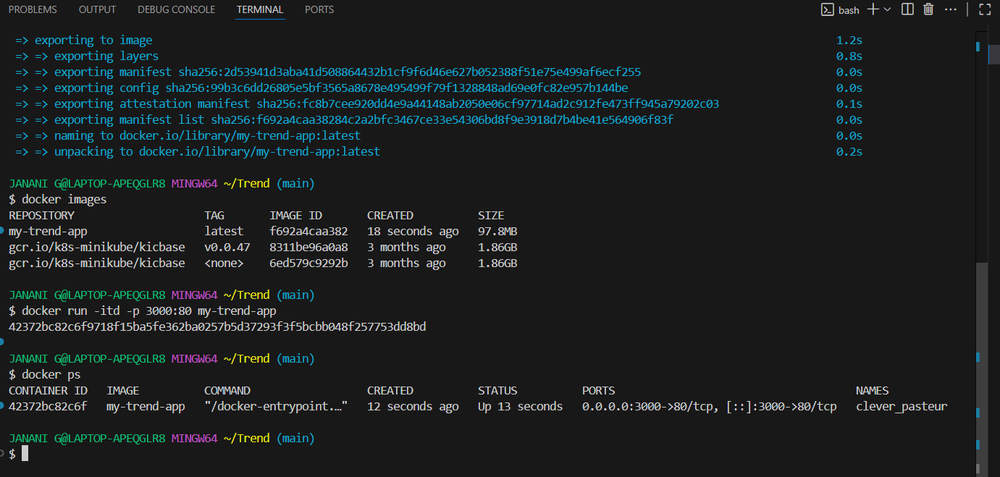 PROBLEMS OUTPUT DEBUG CONSOLE TERMINAL PORTS bash
=> exporting to image 1.2s
=> => exporting layers 0.8s
=> => exporting manifest sha256:2d53941d3aba41d508864432b1cf9f6d46e627b052388f51e75e499af6ecf255 0.0s
=> => exporting config sha256:99b3c6dd26805e5bf3565a8678e495499f79f1328848ad69e0fc82e957b144be 0.0s
=> => exporting attestation manifest sha256:fc8b7cee920dd4e9a44148ab2050e06cf97714ad2c912fe473ff945a79202c03 0.1s
=> => exporting manifest list sha256:f692a4caa38284c2a2bfc3467ce33e54306bd8f9e3918d7b4be41e564906f83f 0.0s
=> => naming to docker.io/library/my-trend-app:latest 0.0s
=> => unpacking to docker.io/library/my-trend-app:latest 0.2s
JANANI G@LAPTOP-APEQGLR8 MINGW64 ~/Trend (main)
$ docker images
REPOSITORY TAG IMAGE ID CREATED SIZE
my-trend-app latest f692a4caa382 18 seconds ago 97.8MB
gcr.io/k8s-minikube/kicbase v0.0.47 8311be96a0a8 3 months ago 1.86GB
gcr.io/k8s-minikube/kicbase <none> 6ed579c9292b 3 months ago 1.86GB
JANANI G@LAPTOP-APEQGLR8 MINGW64 ~/Trend (main)
$ docker run -itd -p 3000:80 my-trend-app
42372bc82c6f9718f15ba5fe362ba0257b5d37293f3f5bcbb048f257753dd8bd
JANANI G@LAPTOP-APEQGLR8 MINGW64 ~/Trend (main)
$ docker ps
CONTAINER ID IMAGE COMMAND CREATED STATUS PORTS NAMES
42372bc82c6f my-trend-app "/docker-entrypoint.…" 12 seconds ago Up 13 seconds 0.0.0.0:3000->80/tcp, [::]:3000->80/tcp clever_pasteur
JANANI G@LAPTOP-APEQGLR8 MINGW64 ~/Trend (main)
$